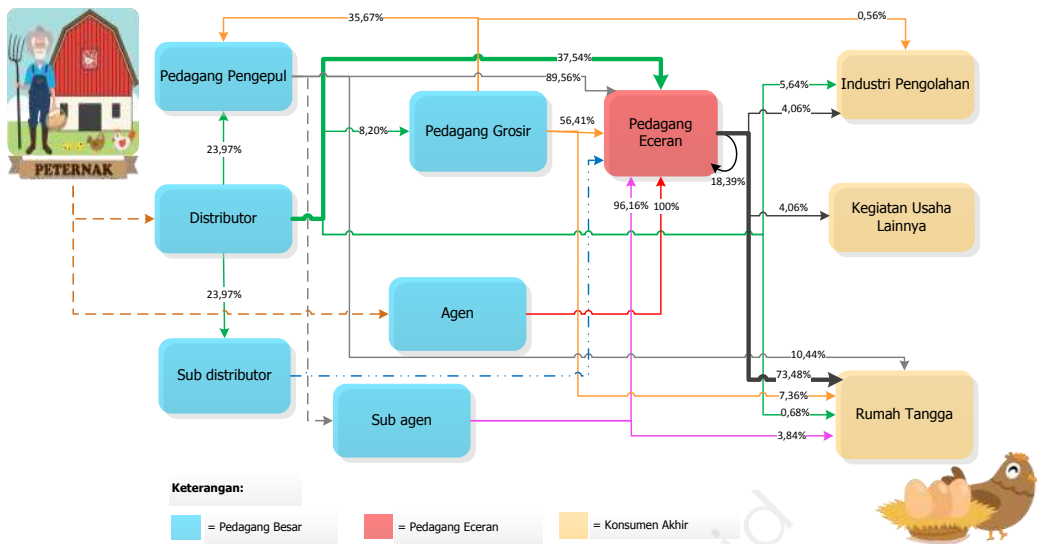 35,67%
0,56%
37,54%
Pedagang Pengepul
89,56%
5,64%
Industri Pengolahan
4,06%
8,20%
Pedagang Grosir
56,41%
Pedagang
Eceran
PETERNAK
23,97%
18,39%
Distributor
96,16%
100%
4,06%
Kegiatan Usaha
Lainnya
23,97%
Agen
10,44%
Sub distributor
73,48%
7,36%
Rumah Tangga
0,68%
Sub agen
3,84%
Keterangan:
= Pedagang Besar
= Pedagang Eceran
= Konsumen Akhir